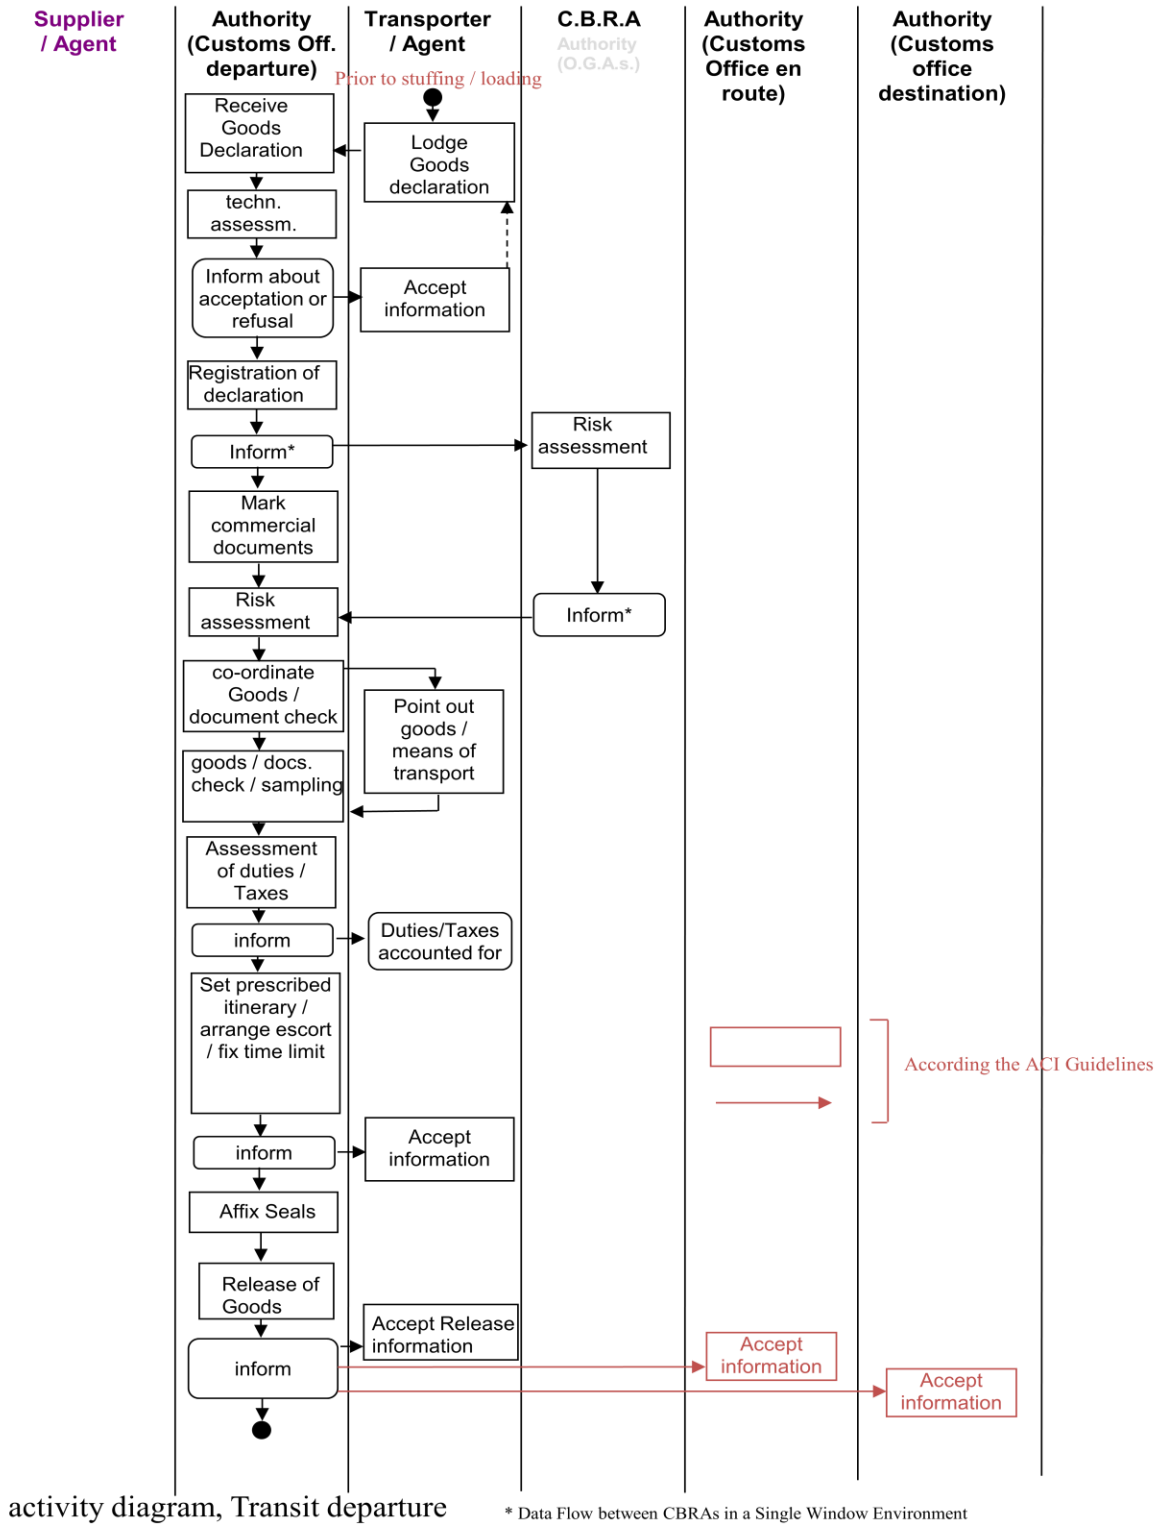 Supplier
/ Agent
Authority
(Customs Off.
departure)
Transporter
/ Agent
C.B.R.A
Authority
(O.G.A.s.)
Authority
(Customs
Office en
route)
Authority
(Customs
office
destination)
Prior to stuffing / loading
Receive
Goods
Declaration
Lodge
Goods
declaration
techn.
assessm.
Inform about
acceptation or
refusal
Accept
information
Registration of
declaration
Inform*
Risk
assessment
Mark
commercial
documents
Risk
assessment
Inform*
co-ordinate
Goods /
document check
Point out
goods /
means of
transport
goods / docs.
check / sampling
Assessment
of duties /
Taxes
inform
Duties/Taxes
accounted for
Set prescribed
itinerary /
arrange escort
/ fix time limit
According the ACI Guidelines
inform
Accept
information
Affix Seals
Release of
Goods
Accept Release
information
inform
Accept
information
Accept
information
activity diagram, Transit departure
* Data Flow between CBRAs in a Single Window Environment